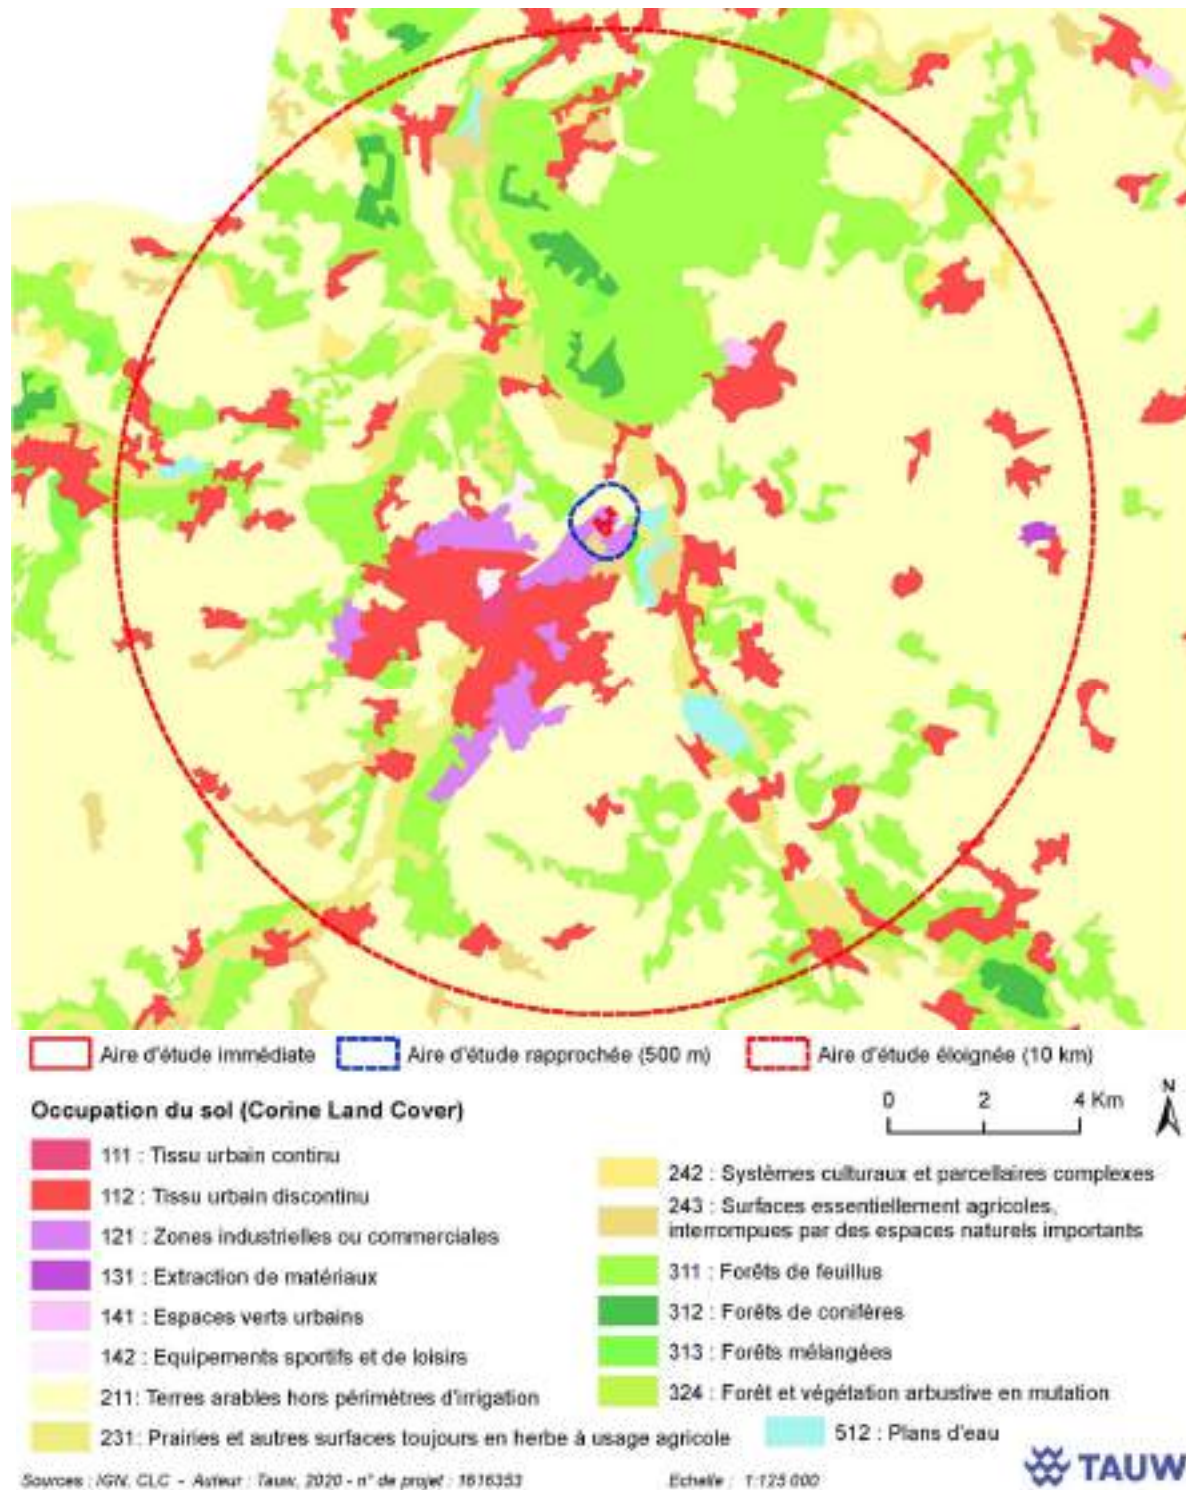 Aire d'étude immédiate
Aire d'étude rapprochée (500 m)
Aire d'étude éloignée (10 km)
Occupation du sol (Corine Land Cover)
0 2 4 Km
N
111 : Tissu urbain continu
112 : Tissu urbain discontinu
121 : Zones industrielles ou commerciales
131 : Extraction de matériaux
141 : Espaces verts urbains
142 : Equipements sportifs et de loisirs
211: Terres arables hors périmètres d'irrigation
231: Prairies et autres surfaces toujours en herbe à usage agricole
242 : Systèmes culturaux et parcellaires complexes
243 : Surfaces essentiellement agricoles,
interrompues par des espaces naturels importants
311 : Forêts de feuillus
312 : Forêts de conifères
313 : Forêts mélangées
324 : Forêt et végétation arbustive en mutation
512 : Plans d'eau
Sources : IGN, CLC - Auteur : Tauw, 2020 - n° de projet : 1616353
Echelle : 1:125 000
TAUW